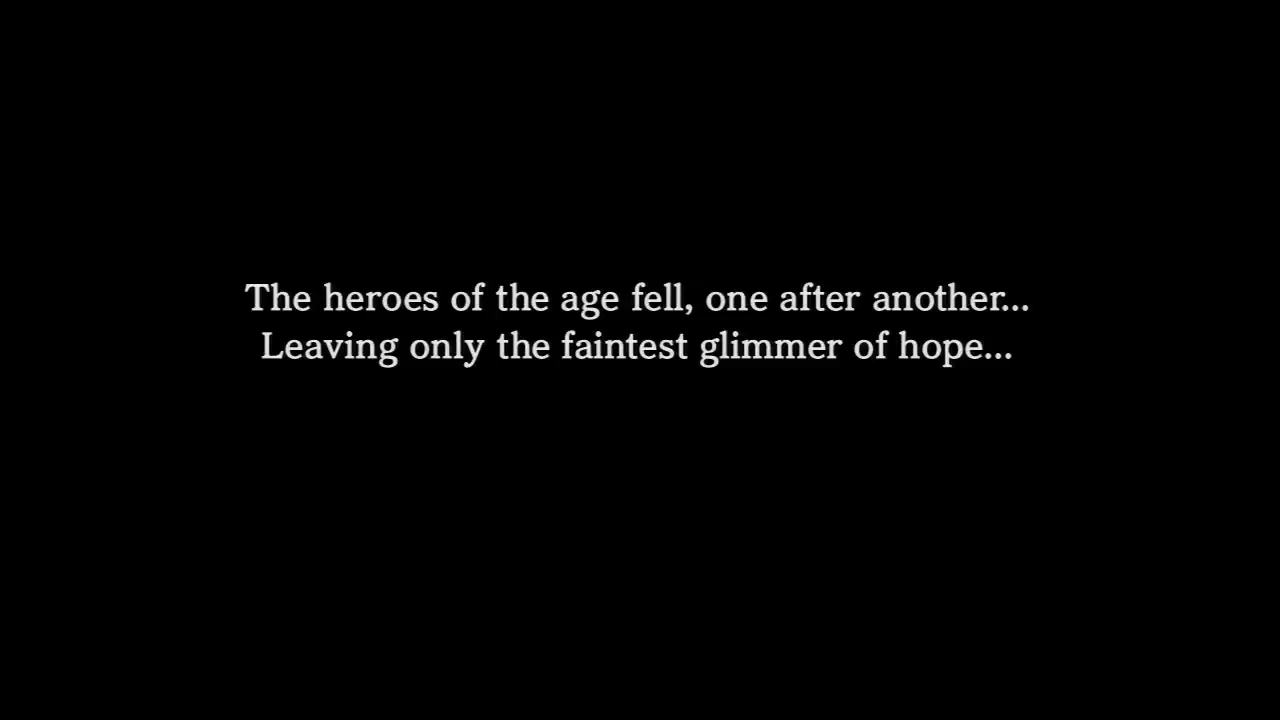 The heroes of the age fell, one after another...
Leaving only the faintest glimmer of hope...